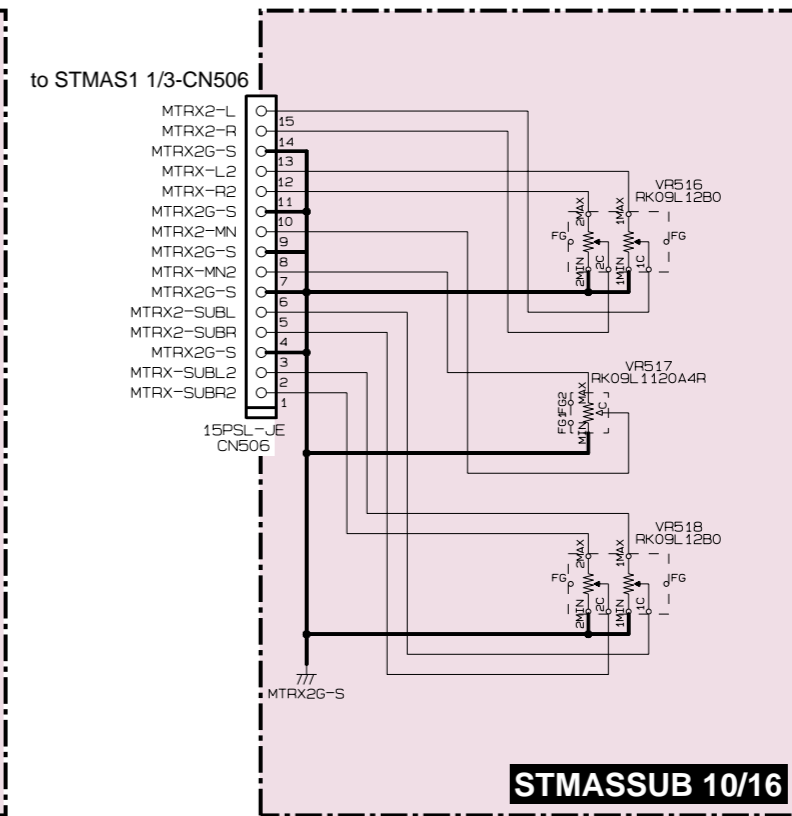 to STMAS1 1/3-CN506
MTRX2-L
15
MTRX2-R
14
MTRX2G-S
13
MTRX-L2
12
MTRX-R2
11
MTRX2G-S
10
MTRX2-MN
9
MTRX2G-S
8
MTRX-MN2
7
MTRX2G-S
6
MTRX2-SUBL
5
MTRX2-SUBR
4
MTRX2G-S
3
MTRX-SUBL2
2
MTRX-SUBR2
1
15PSL-JE
CN506
VR516
RK09L12B0
2MAX
1MAX
FG
FG
2MIN
2C
1MIN
1C
VR517
RK09L1120A4R
MAX
FG1
FG2
C
MIN
VR518
RK09L12B0
2MAX
1MAX
FG
FG
2MIN
2C
1MIN
1C
MTRX2G-S
STMASSUB 10/16